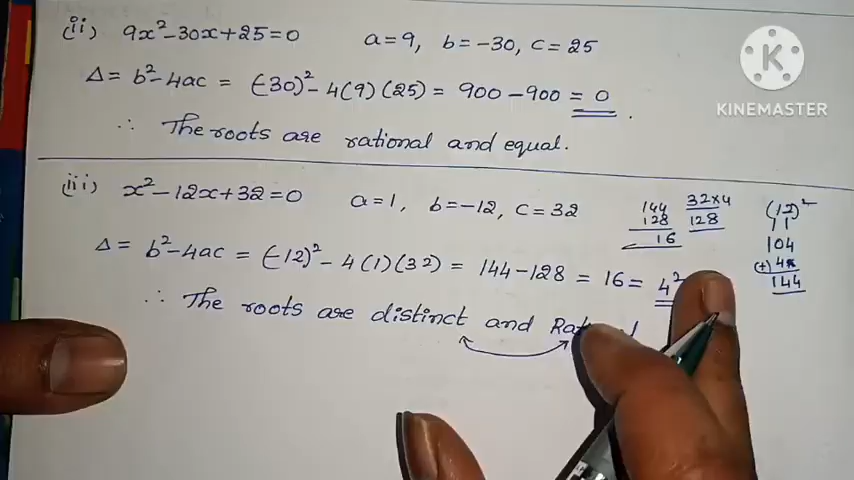 (ii) 9x²-30x+25=0 a=9, b=-30, c=25
Δ= b²-4ac = (-30)²-4(9)(25) = 900-900 = 0.
∴ The roots are rational and equal.
K
KINEMASTER
(iii) x²-12x+32=0 a=1, b=-12, c=32
144
128
16
32×4
128
(12)²
104
144
Δ= b²-4ac = (-12)²-4(1)(32) = 144-128 = 16= 4²
∴ The roots are distinct and